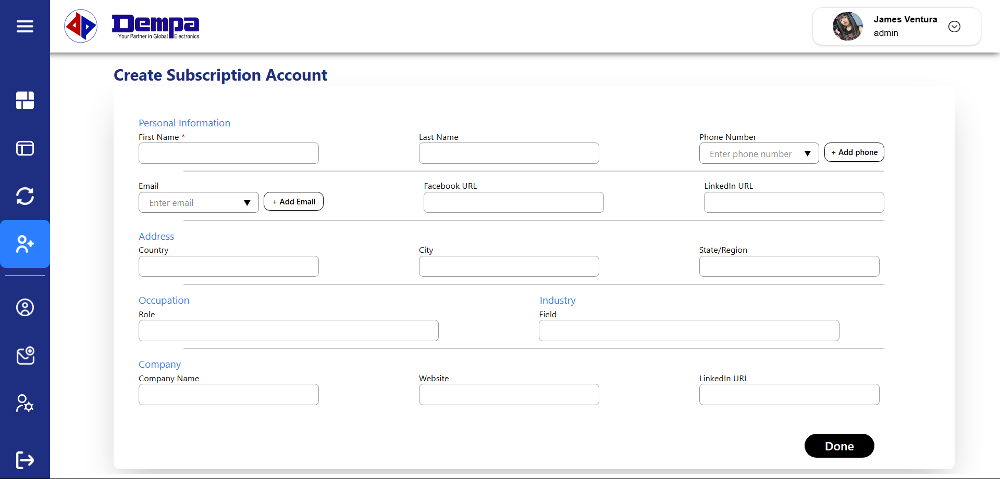 Dempa
Your Partner in Global Electronics
James Ventura
admin
Create Subscription Account
Personal Information
First Name *
Last Name
Phone Number
Enter phone number
+ Add phone
Email
Facebook URL
LinkedIn URL
Enter email
+ Add Email
Address
Country
City
State/Region
Occupation
Industry
Role
Field
Company
Company Name
Website
LinkedIn URL
Done